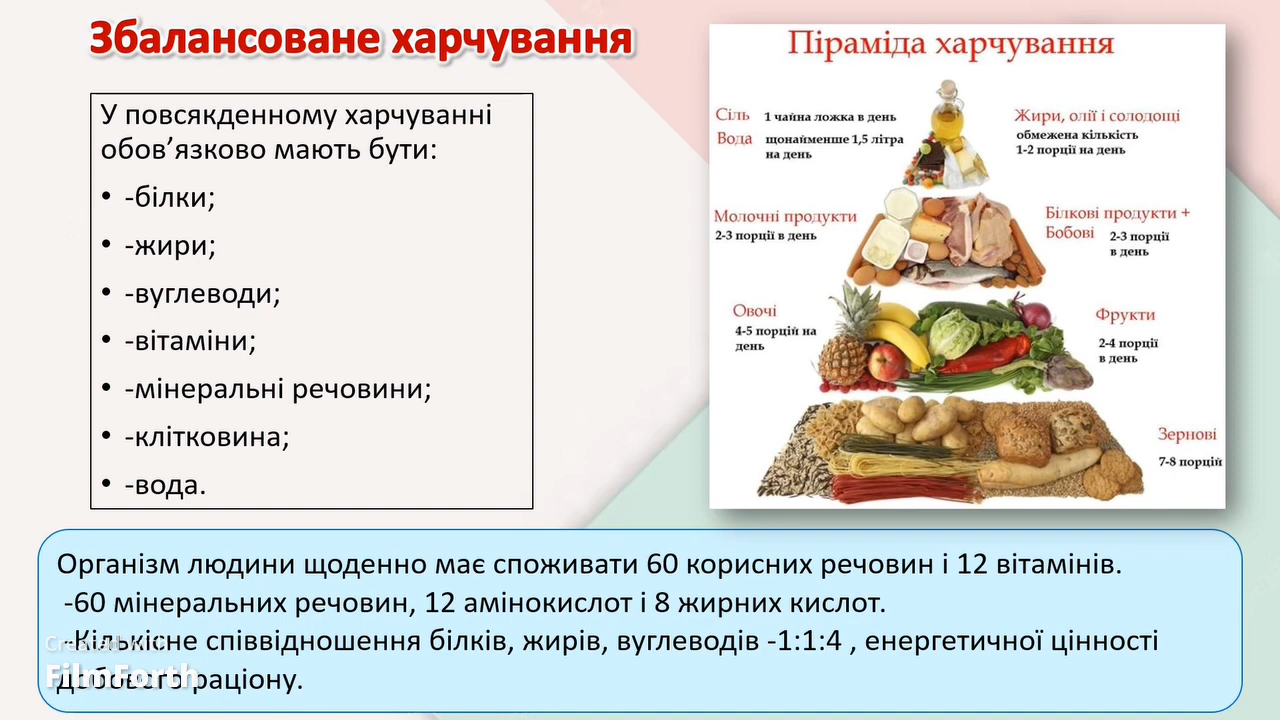 Збалансоване харчування
У повсякденному харчуванні
обов’язково мають бути:
• -білки;
• -жири;
• -вуглеводи;
• -вітаміни;
• -мінеральні речовини;
• -клітковина;
• -вода.
Піраміда харчування
Сіль 1 чайна ложка в день
Вода щонайменше 1,5 літра
на день
Жири, олії і солодощі
обмежена кількість
1-2 порції на день
Молочні продукти
2-3 порції в день
Білкові продукти +
Бобові 2-3 порції
в день
Овочі
4-5 порцій на
день
Фрукти
2-4 порції
в день
Зернові
7-8 порцій
Організм людини щоденно має споживати 60 корисних речовин і 12 вітамінів.
-60 мінеральних речовин, 12 амінокислот і 8 жирних кислот.
-Кількісне співвідношення білків, жирів, вуглеводів -1:1:4 , енергетичної цінності
добового раціону.
Created with
FilmForth